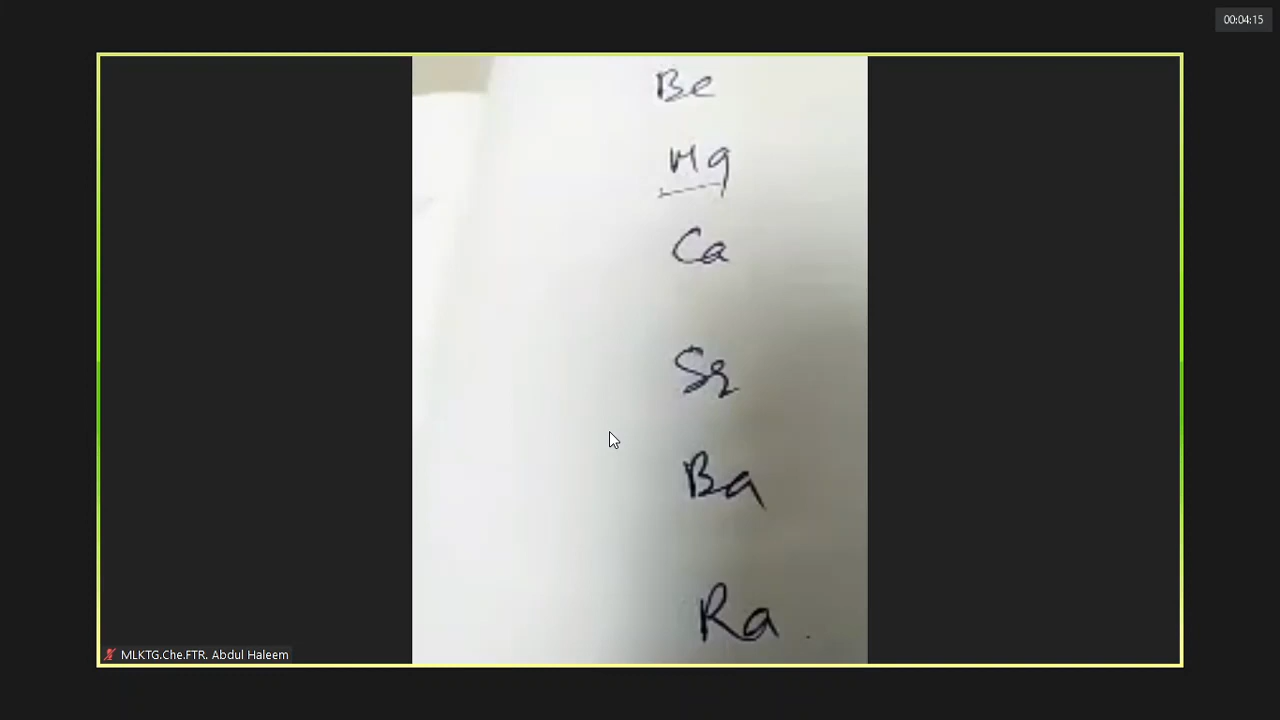 00:04:15
Be
Mg
Ca
Sr
Ba
Ra.
MLKTG.Che.FTR. Abdul Haleem